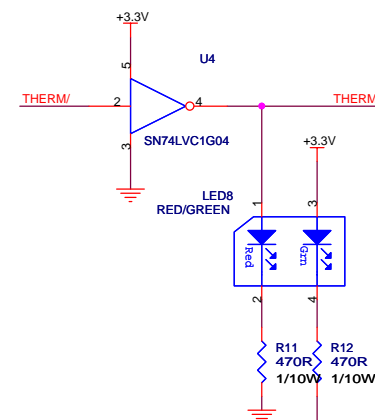 +3.3V
U4
5
THERM/
2
4
THERM
3
SN74LVC1G04
+3.3V
LED8
RED/GREEN
1
3
Red
Grn
2
4
R11
470R
1/10W
R12
470R
1/10W